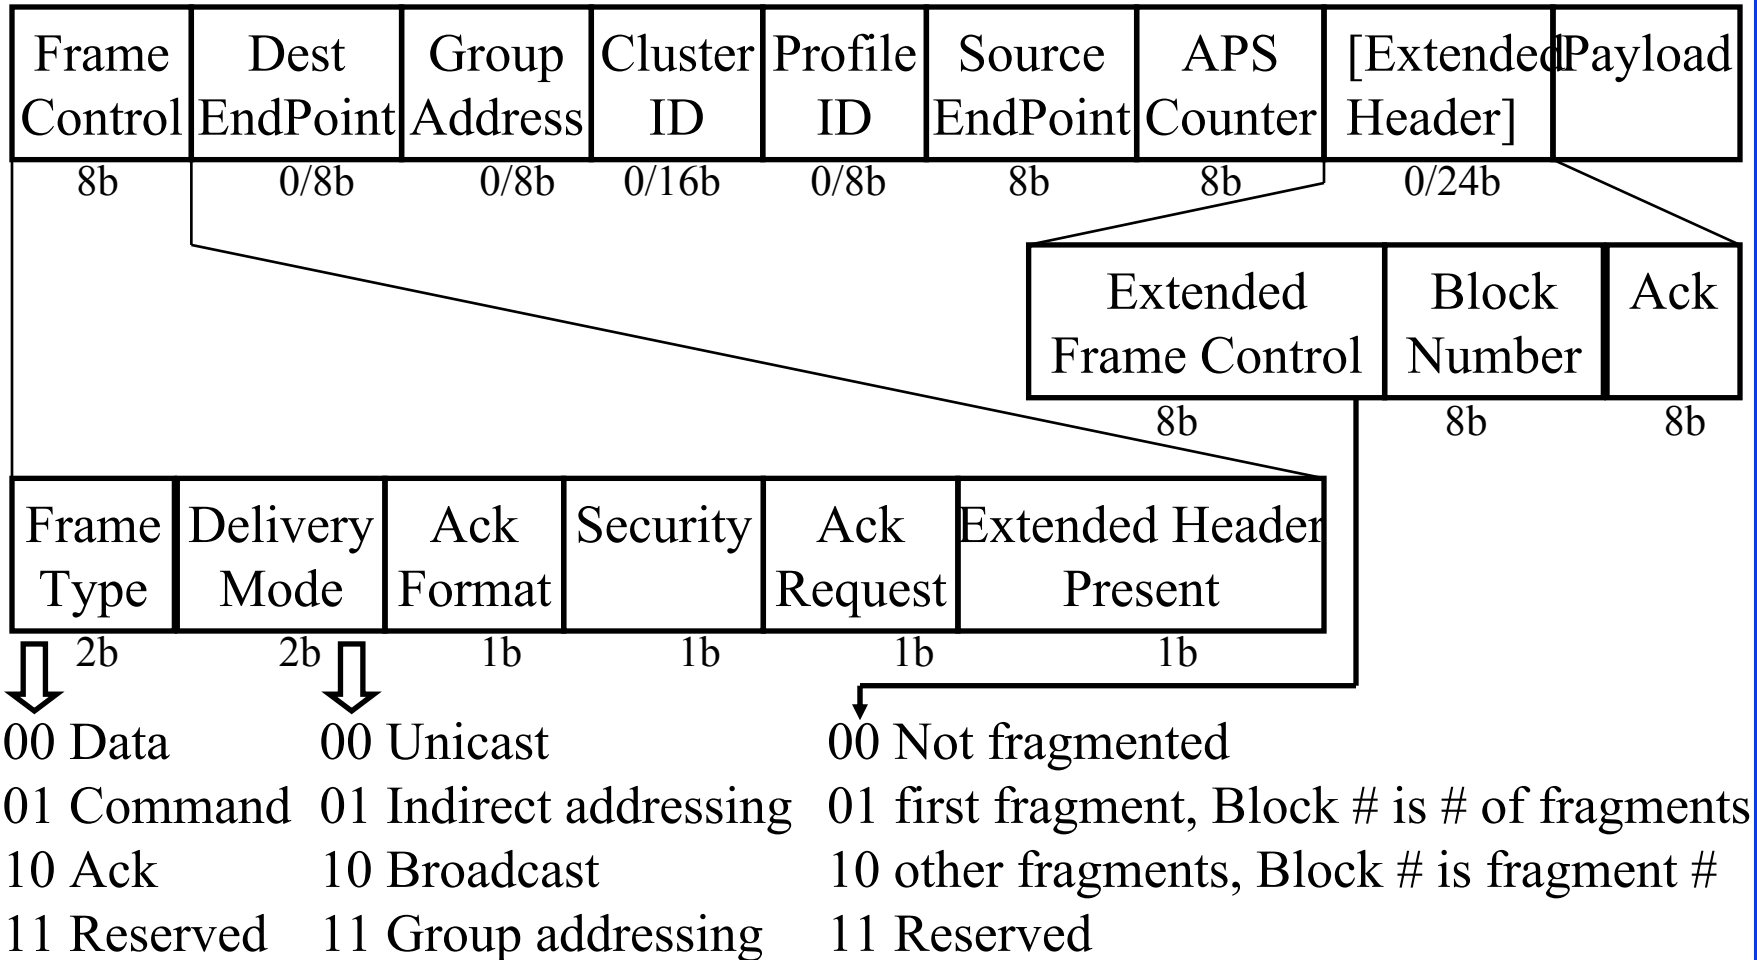 Frame Control
Dest EndPoint
Group Address
Cluster ID
Profile ID
Source EndPoint
APS Counter
[Extended Header]
Payload
8b 0/8b 0/8b 0/16b 0/8b 8b 8b 0/24b
Extended Frame Control
Block Number
Ack
8b 8b 8b
Frame Type
Delivery Mode
Ack Format
Security
Ack Request
Extended Header Present
2b 2b 1b 1b 1b 1b
00 Data
01 Command
10 Ack
11 Reserved
00 Unicast
01 Indirect addressing
10 Broadcast
11 Group addressing
00 Not fragmented
01 first fragment, Block # is # of fragments
10 other fragments, Block # is fragment #
11 Reserved